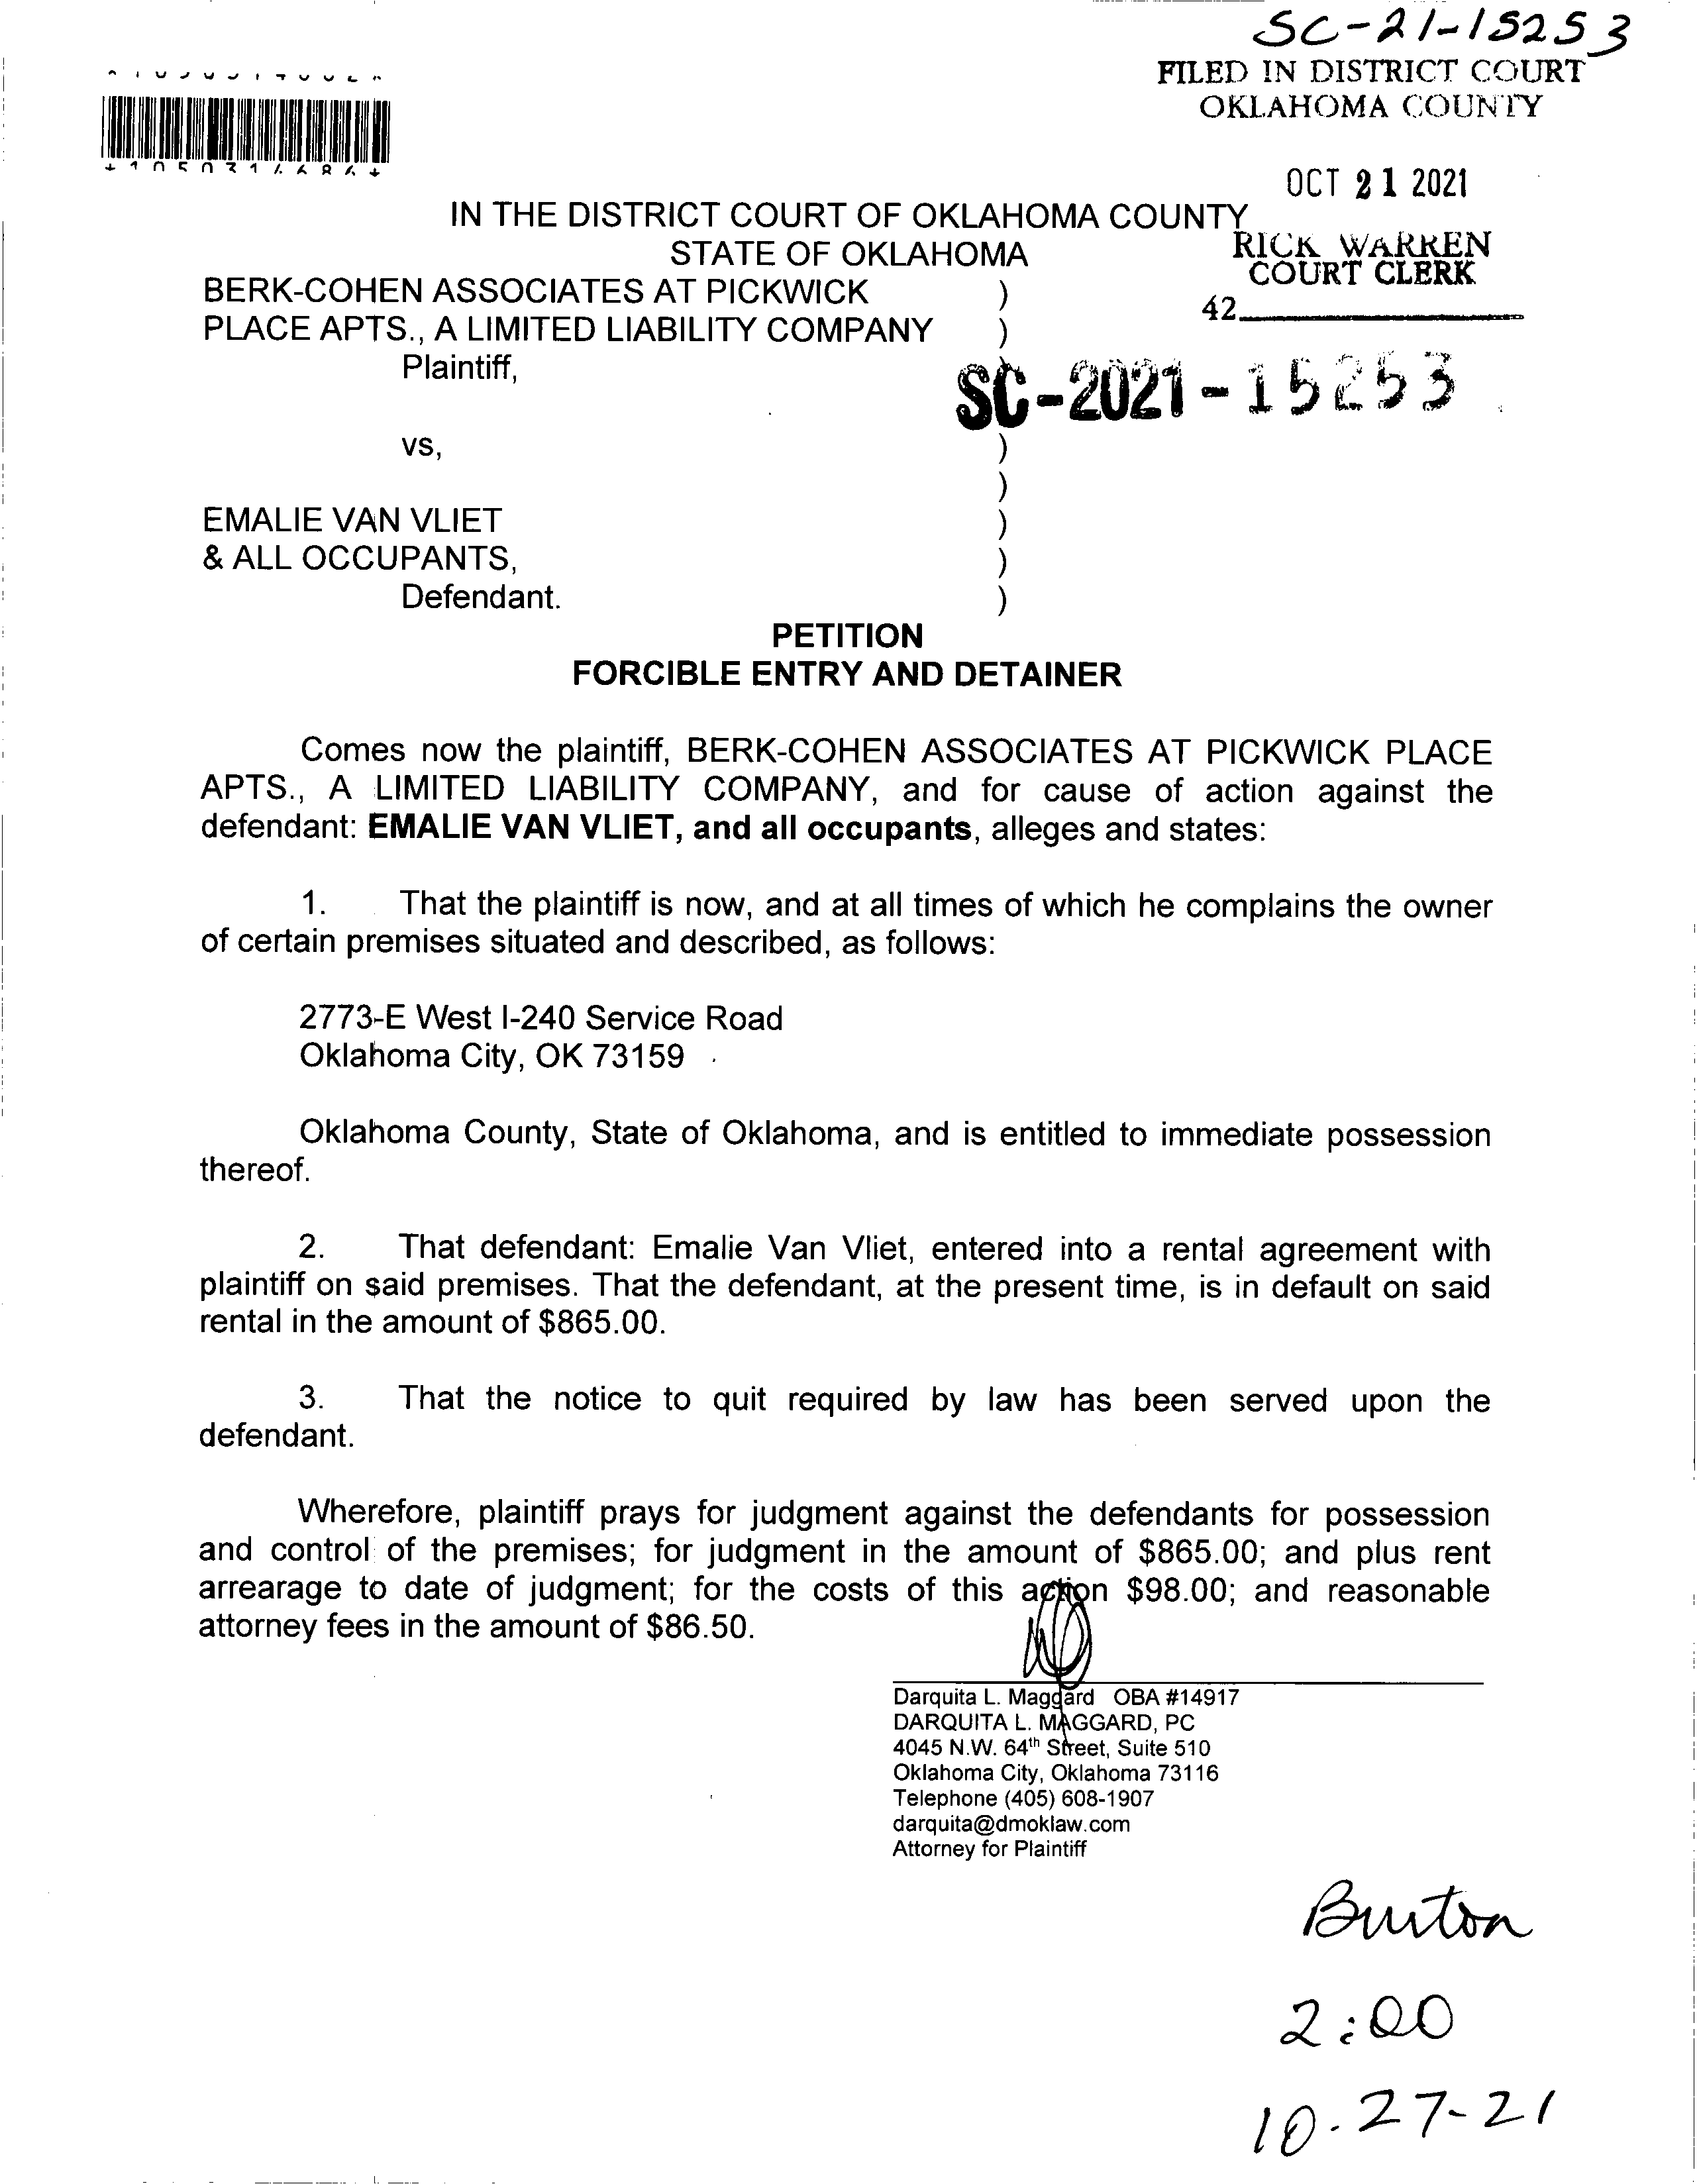 SC-21-15253
FILED IN DISTRICT COURT
OKLAHOMA COUNTY
OCT 21 2021
IN THE DISTRICT COURT OF OKLAHOMA COUNTY
STATE OF OKLAHOMA
RICK WARREN
COURT CLERK
42
BERK-COHEN ASSOCIATES AT PICKWICK )
PLACE APTS., A LIMITED LIABILITY COMPANY )
Plaintiff,
SC-2021-15253
vs, )
)
EMALIE VAN VLIET )
& ALL OCCUPANTS, )
Defendant. )
PETITION
FORCIBLE ENTRY AND DETAINER
Comes now the plaintiff, BERK-COHEN ASSOCIATES AT PICKWICK PLACE
APTS., A LIMITED LIABILITY COMPANY, and for cause of action against the
defendant: EMALIE VAN VLIET, and all occupants, alleges and states:
1. That the plaintiff is now, and at all times of which he complains the owner
of certain premises situated and described, as follows:
2773-E West I-240 Service Road
Oklahoma City, OK 73159
Oklahoma County, State of Oklahoma, and is entitled to immediate possession
thereof.
2. That defendant: Emalie Van Vliet, entered into a rental agreement with
plaintiff on said premises. That the defendant, at the present time, is in default on said
rental in the amount of $865.00.
3. That the notice to quit required by law has been served upon the
defendant.
Wherefore, plaintiff prays for judgment against the defendants for possession
and control of the premises; for judgment in the amount of $865.00; and plus rent
arrearage to date of judgment; for the costs of this action $98.00; and reasonable
attorney fees in the amount of $86.50.
Darquita L. Maggard OBA #14917
DARQUITA L. MAGGARD, PC
4045 N.W. 64th Street, Suite 510
Oklahoma City, Oklahoma 73116
Telephone (405) 608-1907
darquita@dmoklaw.com
Attorney for Plaintiff
Burton
2:00
10-27-21